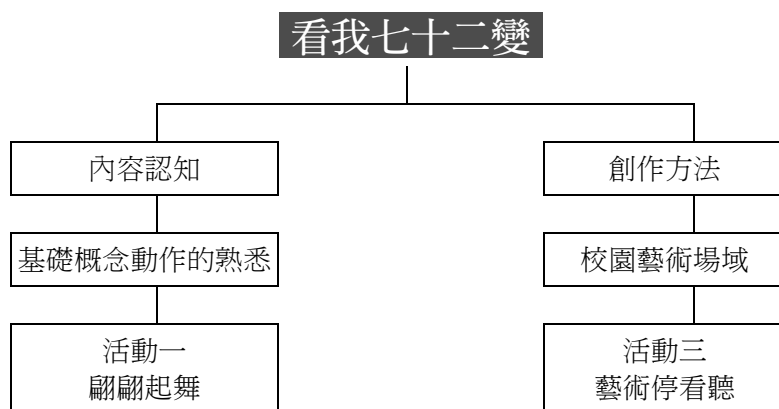 看我七十二變
內容認知
創作方法
基礎概念動作的熟悉
校園藝術場域
活動一
翩翩起舞
活動三
藝術停看聽